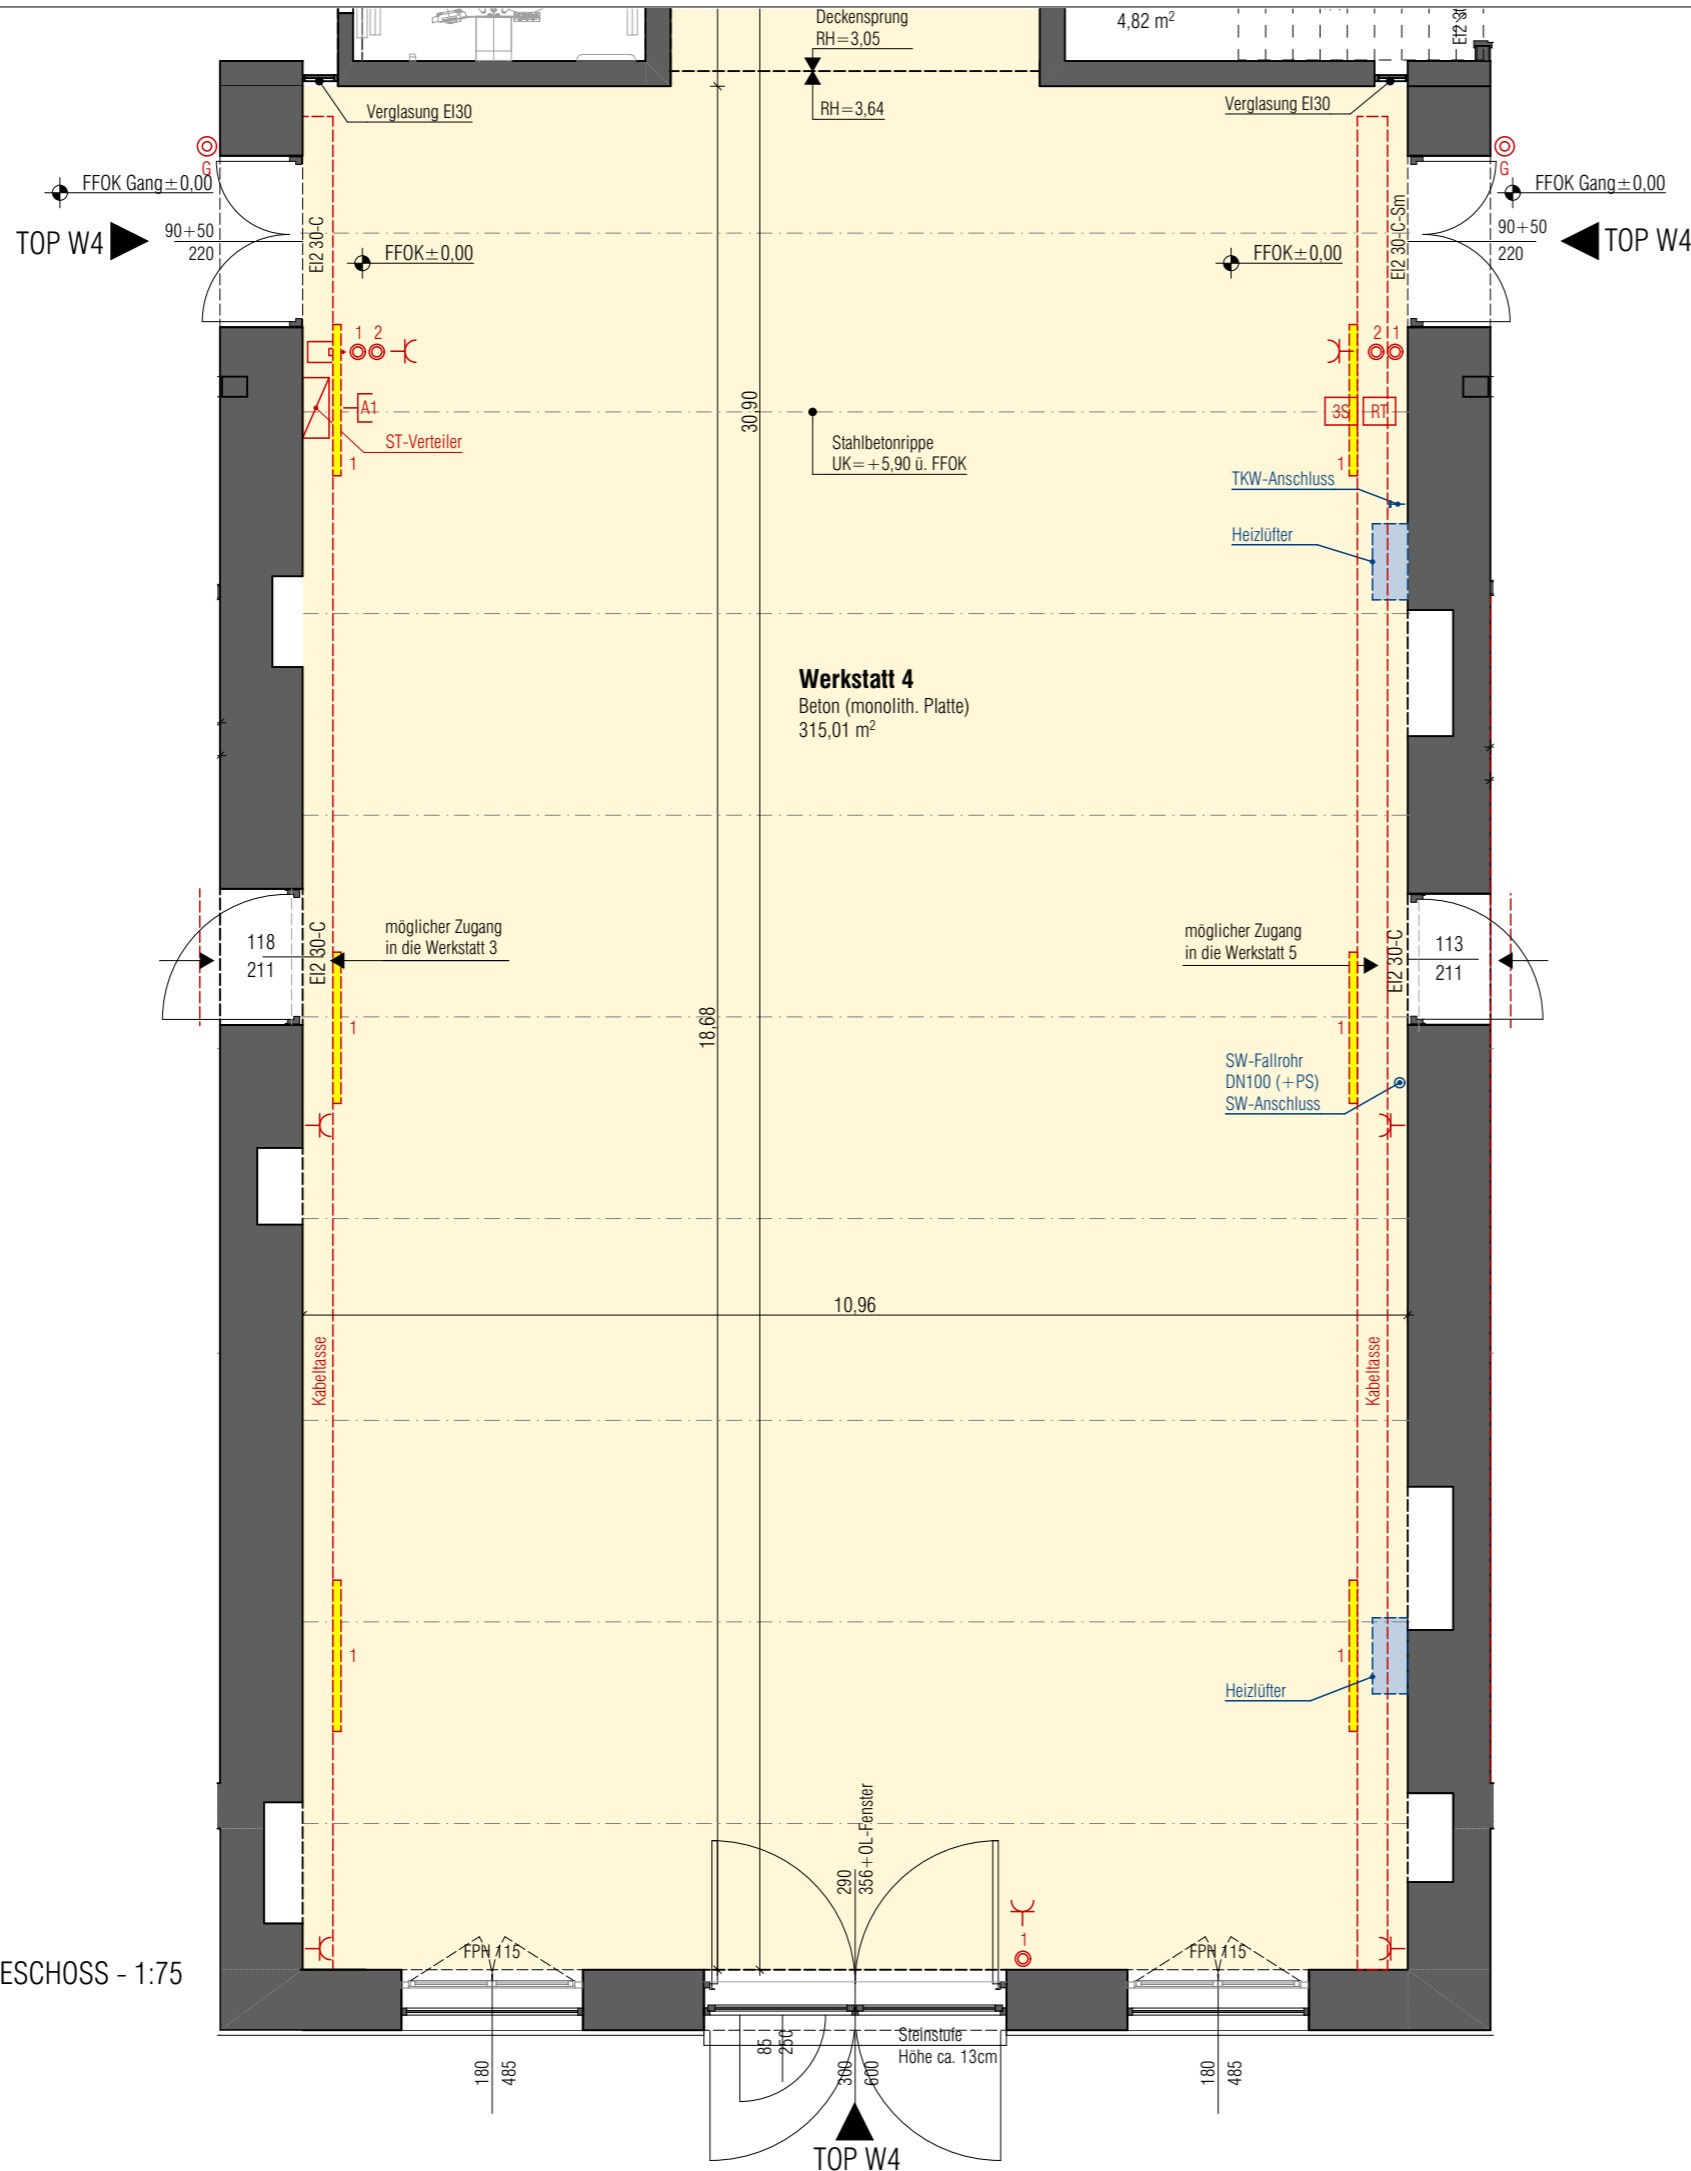 Deckensprung
RH=3,05
4,82 m²
RH=3,64
Verglasung EI30
Verglasung EI30
G
G
FFOK Gang±0,00
FFOK Gang±0,00
TOP W4
90+50
220
EI2 30-C
FFOK±0,00
FFOK±0,00
EI2 30-C-Sm
90+50
220
TOP W4
1 2
2 1
A1
3S
RT
ST-Verteiler
1
1
30,90
Stahlbetonrippe
UK=+5,90 ü. FFOK
TKW-Anschluss
Heizlüfter
Werkstatt 4
Beton (monolith. Platte)
315,01 m²
118
211
EI2 30-C
möglicher Zugang
in die Werkstatt 3
möglicher Zugang
in die Werkstatt 5
EI2 30-C
113
211
1
1
18,68
SW-Fallrohr
DN100 (+PS)
SW-Anschluss
10,96
Kabeltasse
Kabeltasse
1
1
Heizlüfter
290
356+OL-Fenster
1
FPH 115
FPH 115
ESCHOSS - 1:75
180
485
85
250
300
600
Steinstufe
Höhe ca. 13cm
180
485
TOP W4